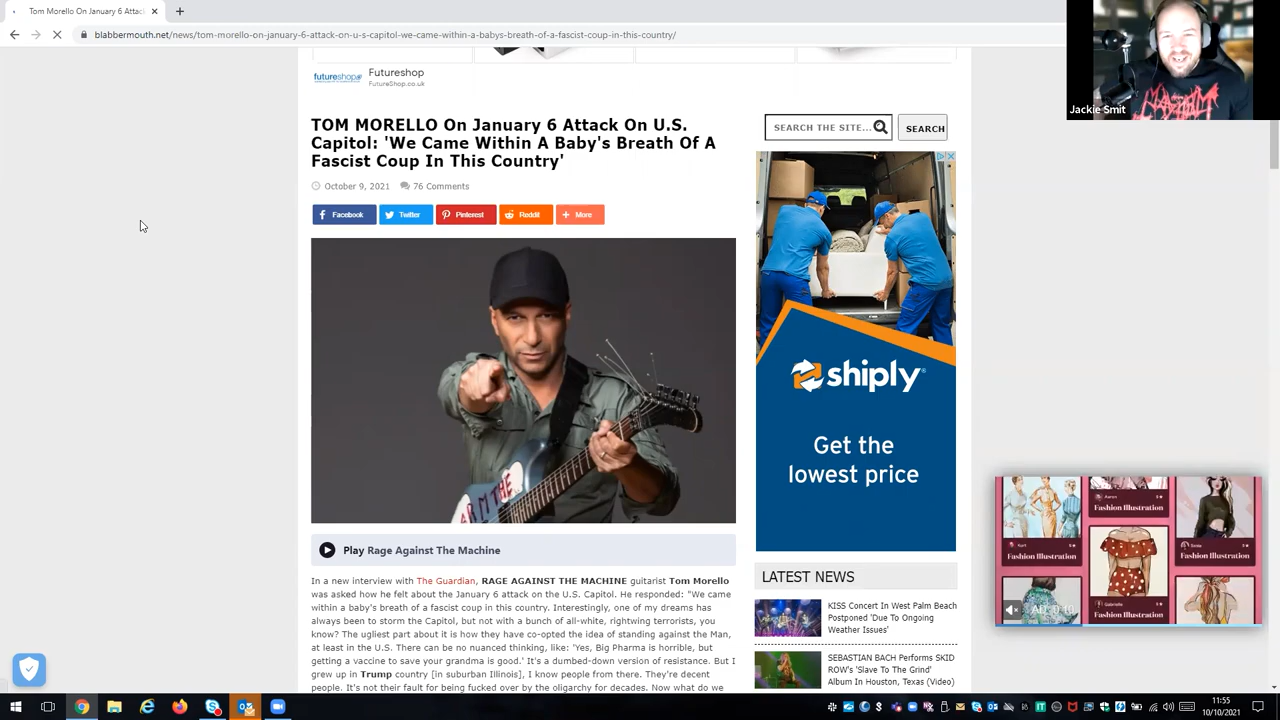 Tom Morello On January 6 Attack
blabbermouth.net/news/tom-morello-on-january-6-attack-on-u-s-capitol-we-came-within-a-babys-breath-of-a-fascist-coup-in-this-country/
Jackie Smit
futureshop
Futureshop
FutureShop.co.uk
TOM MORELLO On January 6 Attack On U.S.
Capitol: 'We Came Within A Baby's Breath Of A
Fascist Coup In This Country'
October 9, 2021 76 Comments
Facebook Twitter Pinterest Reddit More
SEARCH THE SITE... SEARCH
ARM THE
Play Rage Against The Machine
In a new interview with The Guardian, RAGE AGAINST THE MACHINE guitarist Tom Morello
was asked how he felt about the January 6 attack on the U.S. Capitol. He responded: "We came
within a baby's breath of a fascist coup in this country. Interestingly, one of my dreams has
always been to storm the Capitol, but not with a bunch of all-white, rightwing terrorists, you
know? The ugliest part about it is how they have co-opted the idea of standing against the Man,
at least in the U.S. There can be no nuanced thinking, like: 'Yes, Big Pharma is horrible, but
getting a vaccine to save your grandma is good.' It's a dumbed-down version of resistance. But I
grew up in Trump country [in suburban Illinois], I know people from there. They're decent
people. It's not their fault for being fucked over by the oligarchy for decades. Now what do we
shiply
Get the
lowest price
LATEST NEWS
KISS Concert In West Palm Beach
Postponed 'Due To Ongoing
Weather Issues'
SEBASTIAN BACH Performs SKID
ROW's 'Slave To The Grind'
Album In Houston, Texas (Video)
Fashion Illustration
Fashion Illustration
Fashion Illustration
Fashion Illustration
AD: 0:10
11:55
10/10/2021